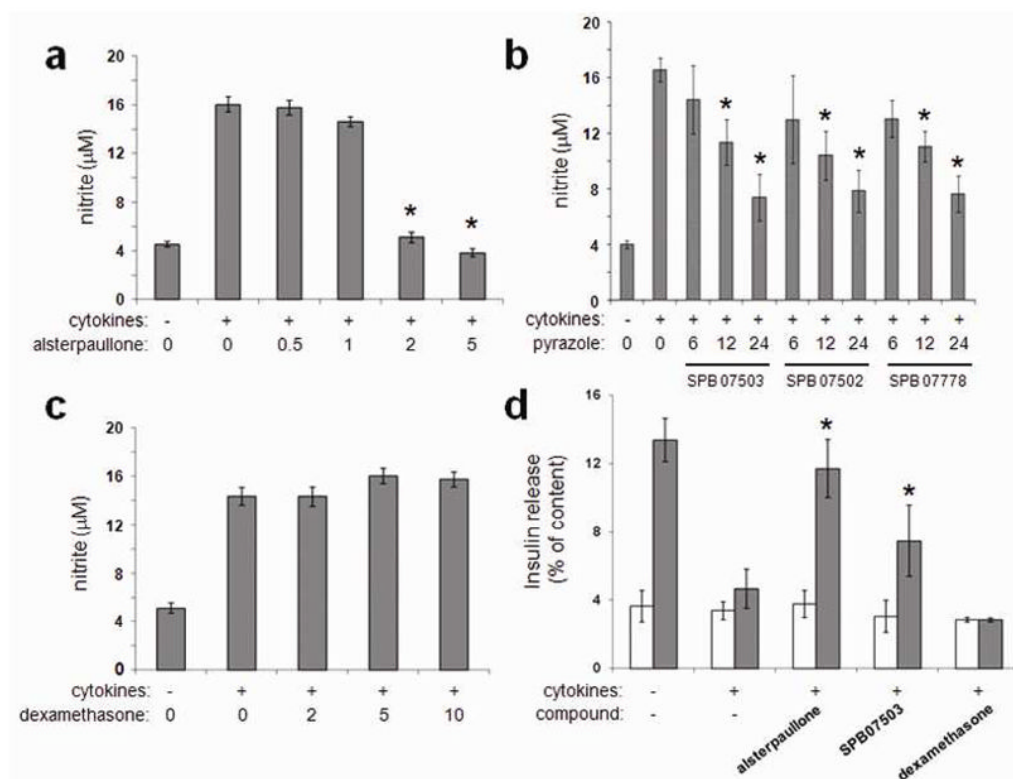 a
20
16
12
8
4
0
nitrite (μM)
* *
cytokines: - + + + + +
alsterpaullone: 0 0 0.5 1 2 5
b
20
16
12
8
4
0
nitrite (μM)
* * * * * *
cytokines: - + + + + + + + + + +
pyrazole: 0 0 6 12 24 6 12 24 6 12 24
SPB 07503 SPB 07502 SPB 07778
c
20
16
12
8
4
0
nitrite (μM)
cytokines: - + + + +
dexamethasone: 0 0 2 5 10
d
16
12
8
4
0
Insulin release
(% of content)
* *
cytokines: - + + + +
compound: - - alsterpaullone SPB07503 dexamethasone